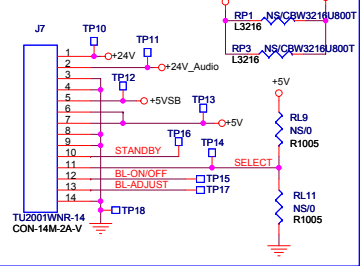 J7
TP10
TP11
RP1
NS/CBW3216U800T
L3216
RP3
NS/CBW3216U800T
L3216
1
+24V
2
+24V_Audio
3
TP12
4
5
+5VSB
TP13
6
7
+5V
8
TP16
9
TP14
10
STANDBY
11
SELECT
12
BL-ON/OFF
TP15
13
BL-ADJUST
TP17
14
TP18
TU2001WNR-14
CON-14M-2A-V
+5V
RL9
NS/0
R1005
RL11
NS/0
R1005